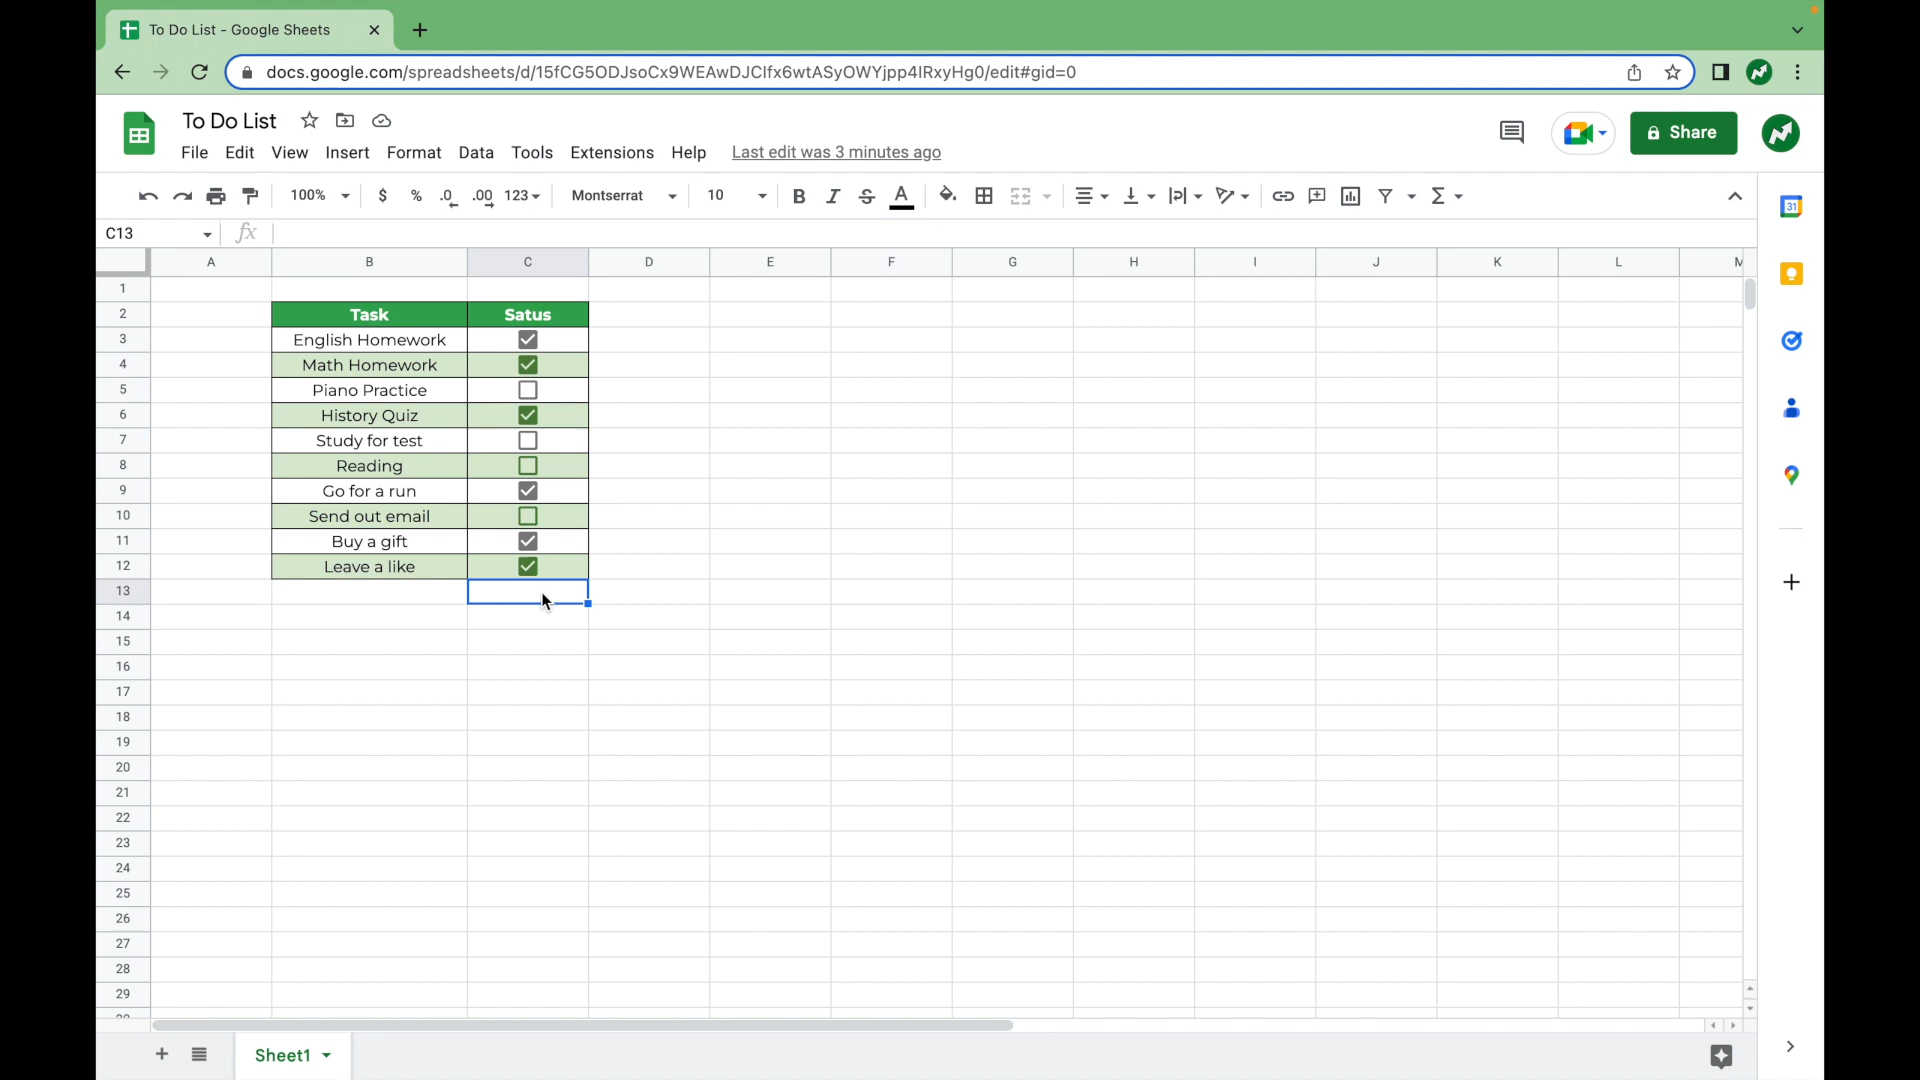 To Do List - Google Sheets
docs.google.com/spreadsheets/d/15fCG5ODJsoCx9WEAwDJClfx6wtASyOWYjpp4lRxyHg0/edit#gid=0
To Do List
File Edit View Insert Format Data Tools Extensions Help Last edit was 3 minutes ago
Share
100% $ % .0 .00 123 Montserrat 10 B I S A Σ
31
C13 fx
A B C D E F G H I J K L M
1
2 Task Satus
3 English Homework
4 Math Homework
5 Piano Practice
6 History Quiz
7 Study for test
8 Reading
9 Go for a run
10 Send out email
11 Buy a gift
12 Leave a like
13
14
15
16
17
18
19
20
21
22
23
24
25
26
27
28
29
Sheet1